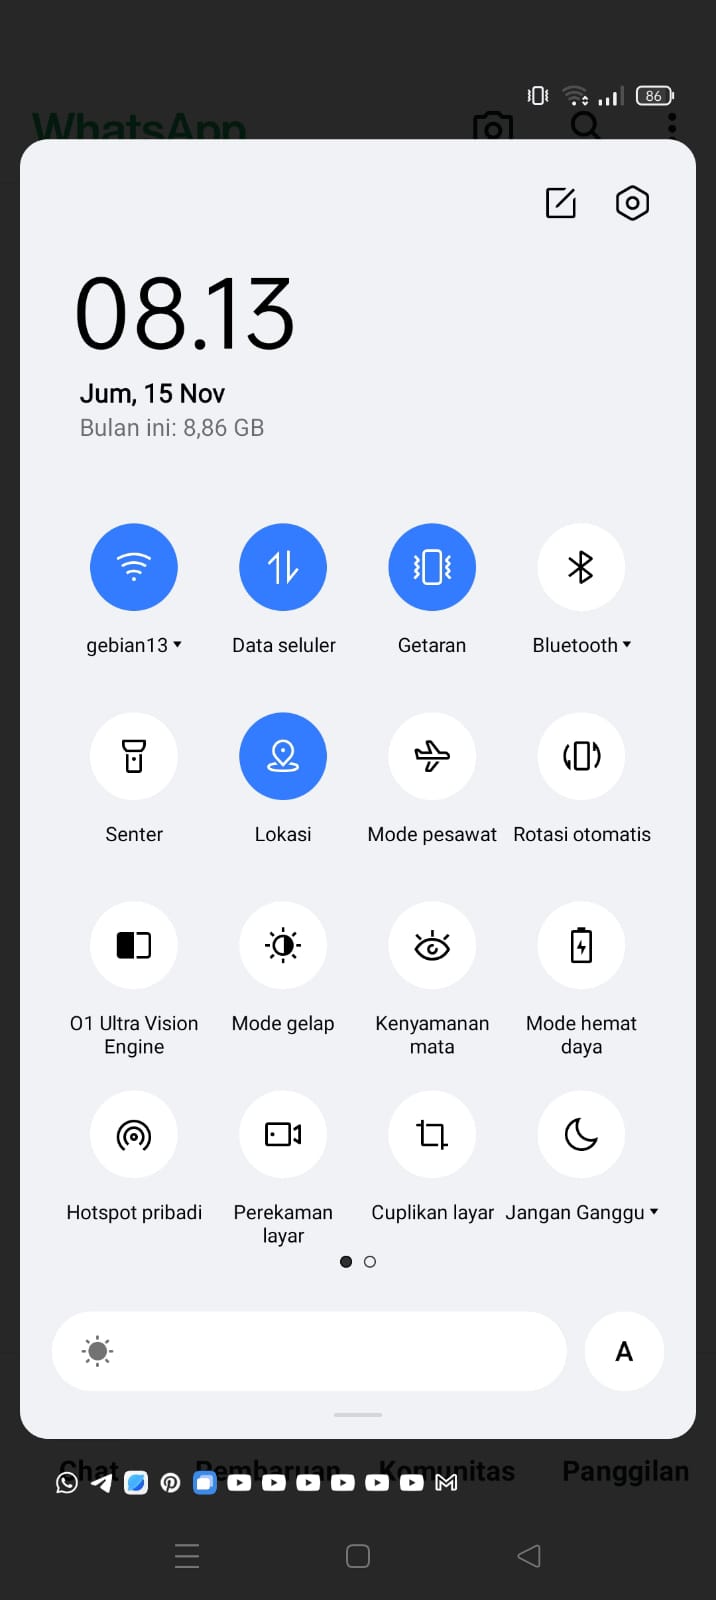 86
WhatsApp
08.13
Jum, 15 Nov
Bulan ini: 8,86 GB
gebian13
Data seluler
Getaran
Bluetooth
Senter
Lokasi
Mode pesawat
Rotasi otomatis
O1 Ultra Vision
Engine
Mode gelap
Kenyamanan
mata
Mode hemat
daya
Hotspot pribadi
Perekaman
layar
Cuplikan layar
Jangan Ganggu
A
Chat
Pembaruan
Komunitas
Panggilan